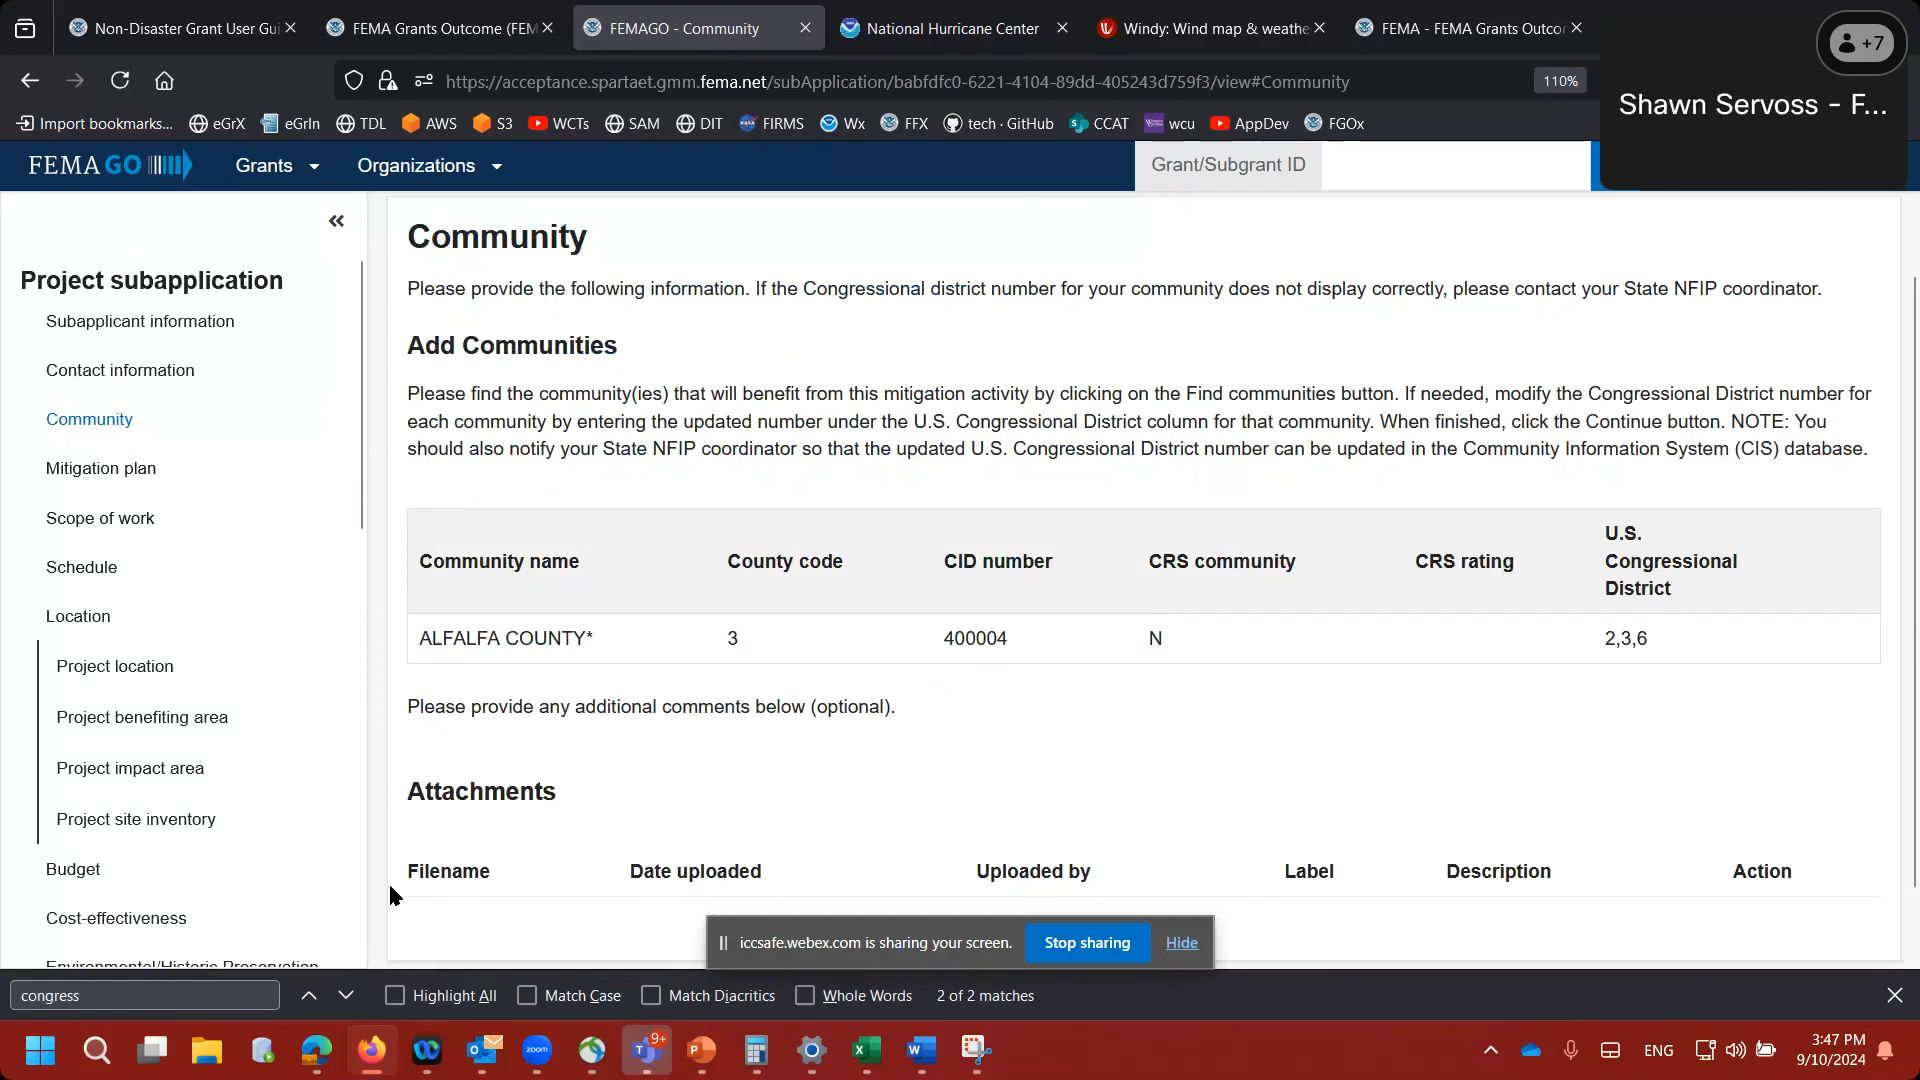 Non-Disaster Grant User Gui
FEMA Grants Outcome (FEM
FEMAGO - Community
National Hurricane Center
Windy: Wind map & weathe
FEMA - FEMA Grants Outcor
+7
https://acceptance.spartaet.gmm.fema.net/subApplication/babfdfc0-6221-4104-89dd-405243d759f3/view#Community
110%
Shawn Servoss - F...
Import bookmarks... eGrX eGrIn TDL AWS S3 WCTs SAM DIT FIRMS Wx FFX tech · GitHub CCAT wcu AppDev FGOx
FEMA GO Grants Organizations Grant/Subgrant ID
Project subapplication
Subapplicant information
Contact information
Community
Mitigation plan
Scope of work
Schedule
Location
Project location
Project benefiting area
Project impact area
Project site inventory
Budget
Cost-effectiveness
Environmental/Historic Preservation
Community
Please provide the following information. If the Congressional district number for your community does not display correctly, please contact your State NFIP coordinator.
Add Communities
Please find the community(ies) that will benefit from this mitigation activity by clicking on the Find communities button. If needed, modify the Congressional District number for
each community by entering the updated number under the U.S. Congressional District column for that community. When finished, click the Continue button. NOTE: You
should also notify your State NFIP coordinator so that the updated U.S. Congressional District number can be updated in the Community Information System (CIS) database.
Community name County code CID number CRS community CRS rating U.S.
Congressional
District
ALFALFA COUNTY* 3 400004 N 2,3,6
Please provide any additional comments below (optional).
Attachments
Filename Date uploaded Uploaded by Label Description Action
iccsafe.webex.com is sharing your screen. Stop sharing Hide
congress Highlight All Match Case Match Diacritics Whole Words 2 of 2 matches
zoom
9+
ENG
3:47 PM
9/10/2024